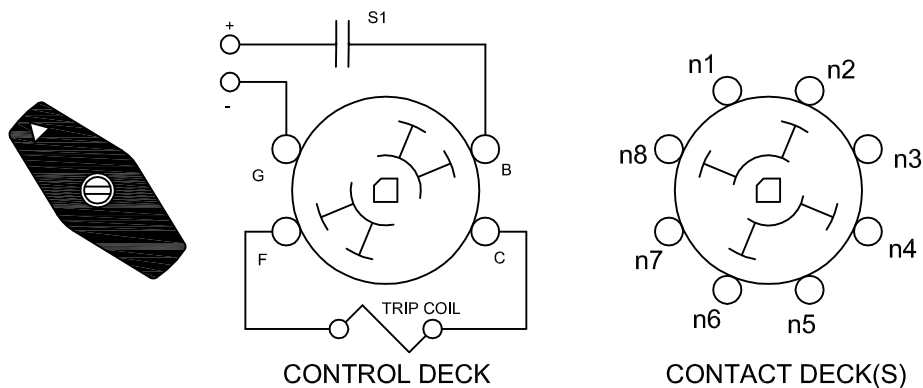 S1
+
-
G
B
F
C
TRIP COIL
CONTROL DECK
n1
n2
n3
n4
n5
n6
n7
n8
CONTACT DECK(S)